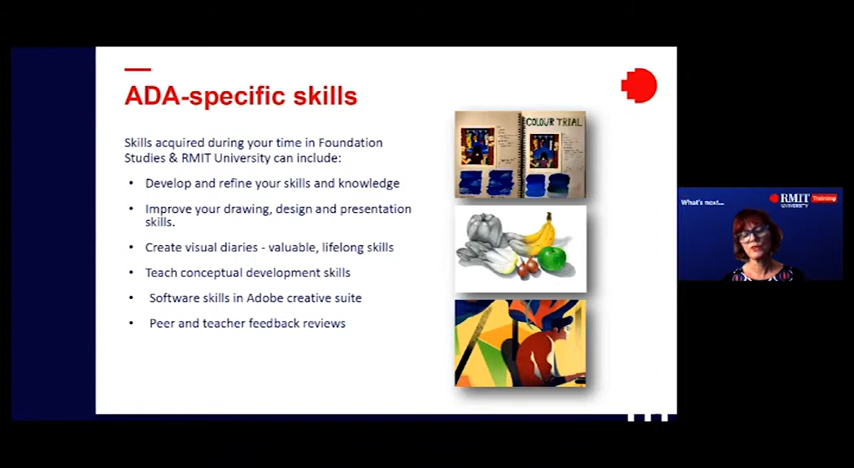 ADA-specific skills
Skills acquired during your time in Foundation
Studies & RMIT University can include:
• Develop and refine your skills and knowledge
• Improve your drawing, design and presentation
skills.
• Create visual diaries - valuable, lifelong skills
• Teach conceptual development skills
• Software skills in Adobe creative suite
• Peer and teacher feedback reviews
COLOUR TRIAL
What's next...
RMIT Training
UNIVERSITY